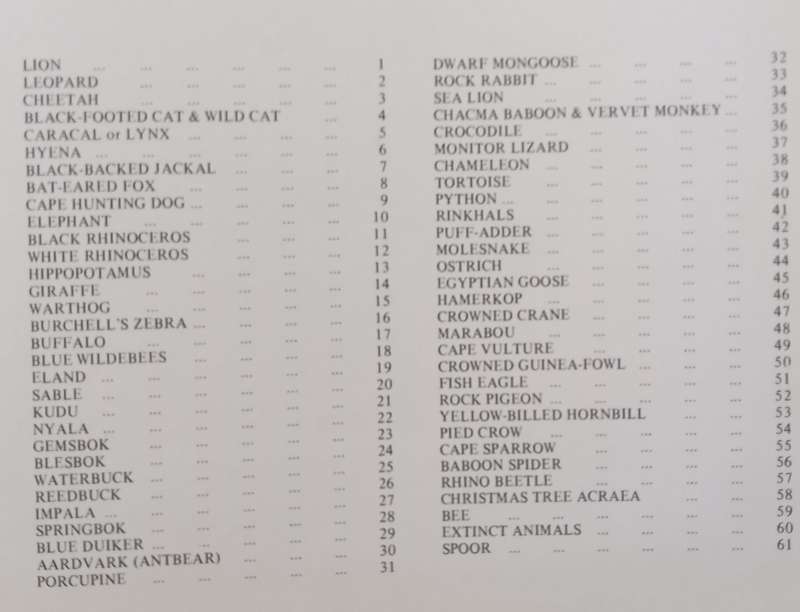 LION ... ... ... ... ... ... 1
LEOPARD ... ... ... ... ... 2
CHEETAH ... ... ... ... ... 3
BLACK-FOOTED CAT & WILD CAT ... 4
CARACAL or LYNX ... ... ... ... 5
HYENA ... ... ... ... ... ... 6
BLACK-BACKED JACKAL ... ... ... 7
BAT-EARED FOX ... ... ... ... 8
CAPE HUNTING DOG ... ... ... ... 9
ELEPHANT ... ... ... ... ... 10
BLACK RHINOCEROS ... ... ... 11
WHITE RHINOCEROS ... ... ... 12
HIPPOPOTAMUS ... ... ... ... 13
GIRAFFE ... ... ... ... ... 14
WARTHOG ... ... ... ... ... 15
BURCHELL'S ZEBRA ... ... ... ... 16
BUFFALO ... ... ... ... ... 17
BLUE WILDEBEES ... ... ... ... 18
ELAND ... ... ... ... ... ... 19
SABLE ... ... ... ... ... ... 20
KUDU ... ... ... ... ... ... 21
NYALA ... ... ... ... ... ... 22
GEMSBOK ... ... ... ... ... 23
BLESBOK ... ... ... ... ... 24
WATERBUCK ... ... ... ... ... 25
REEDBUCK ... ... ... ... ... 26
IMPALA ... ... ... ... ... ... 27
SPRINGBOK ... ... ... ... ... 28
BLUE DUIKER ... ... ... ... ... 29
AARDVARK (ANTBEAR) ... ... ... 30
PORCUPINE ... ... ... ... ... 31
DWARF MONGOOSE ... ... ... ... 32
ROCK RABBIT ... ... ... ... ... 33
SEA LION ... ... ... ... ... 34
CHACMA BABOON & VERVET MONKEY ... 35
CROCODILE ... ... ... ... ... 36
MONITOR LIZARD ... ... ... ... 37
CHAMELEON ... ... ... ... ... 38
TORTOISE ... ... ... ... ... 39
PYTHON ... ... ... ... ... ... 40
RINKHALS ... ... ... ... ... 41
PUFF-ADDER ... ... ... ... ... 42
MOLESNAKE ... ... ... ... ... 43
OSTRICH ... ... ... ... ... 44
EGYPTIAN GOOSE ... ... ... ... 45
HAMERKOP ... ... ... ... ... 46
CROWNED CRANE ... ... ... ... 47
MARABOU ... ... ... ... ... 48
CAPE VULTURE ... ... ... ... 49
CROWNED GUINEA-FOWL ... ... ... 50
FISH EAGLE ... ... ... ... ... 51
ROCK PIGEON ... ... ... ... ... 52
YELLOW-BILLED HORNBILL ... ... 53
PIED CROW ... ... ... ... ... 54
CAPE SPARROW ... ... ... ... 55
BABOON SPIDER ... ... ... ... 56
RHINO BEETLE ... ... ... ... 57
CHRISTMAS TREE ACRAEA ... ... 58
BEE ... ... ... ... ... ... 59
EXTINCT ANIMALS ... ... ... ... 60
SPOOR ... ... ... ... ... ... 61